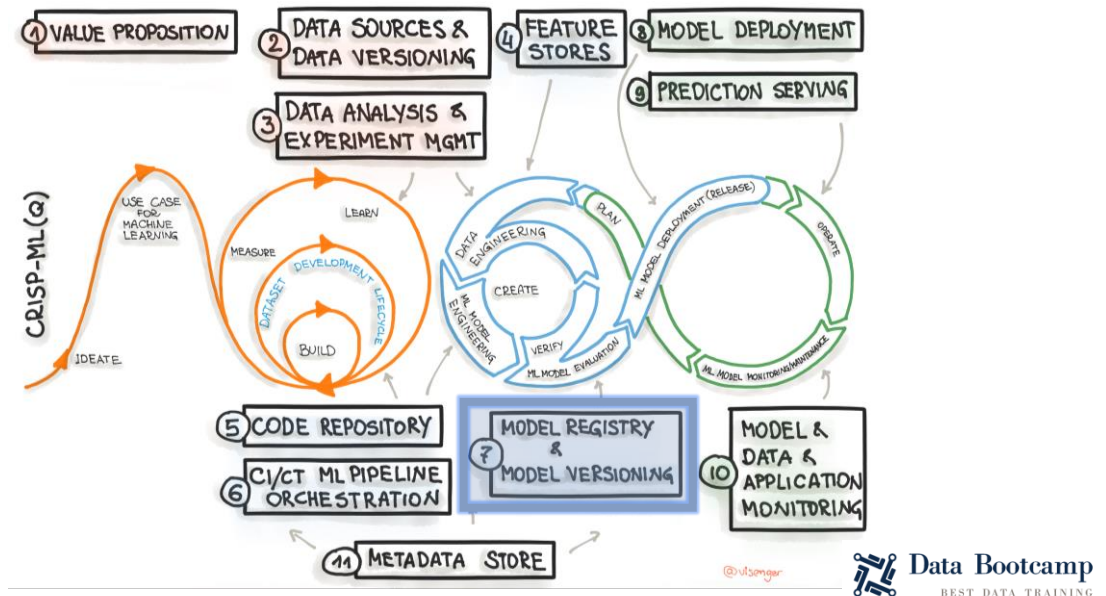 1 VALUE PROPOSITION
2 DATA SOURCES &
DATA VERSIONING
4 FEATURE
STORES
8 MODEL DEPLOYMENT
9 PREDICTION SERVING
3 DATA ANALYSIS &
EXPERIMENT MGMT
CRISP-ML(Q)
IDEATE
USE CASE
FOR
MACHINE
LEARNING
MEASURE
LEARN
DATASET DEVELOPMENT LIFECYCLE
BUILD
DATA ENGINEERING
ML MODEL ENGINEERING
CREATE
VERIFY
ML MODEL EVALUATION
PLAN
ML MODEL DEPLOYMENT (RELEASE)
OPERATE
ML MODEL MONITORING/MAINTENANCE
5 CODE REPOSITORY
6 CI/CT ML PIPELINE
ORCHESTRATION
7 MODEL REGISTRY
&
MODEL VERSIONING
10 MODEL &
DATA &
APPLICATION
MONITORING
11 METADATA STORE
@visenger
Data Bootcamp
BEST DATA TRAINING